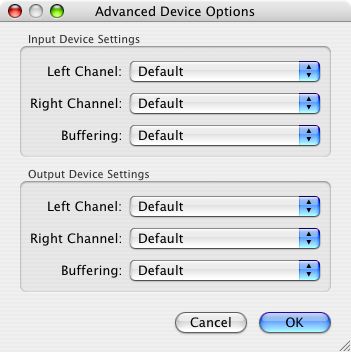 Advanced Device Options
Input Device Settings
Left Chanel: Default
Right Channel: Default
Buffering: Default
Output Device Settings
Left Chanel: Default
Right Channel: Default
Buffering: Default
Cancel OK